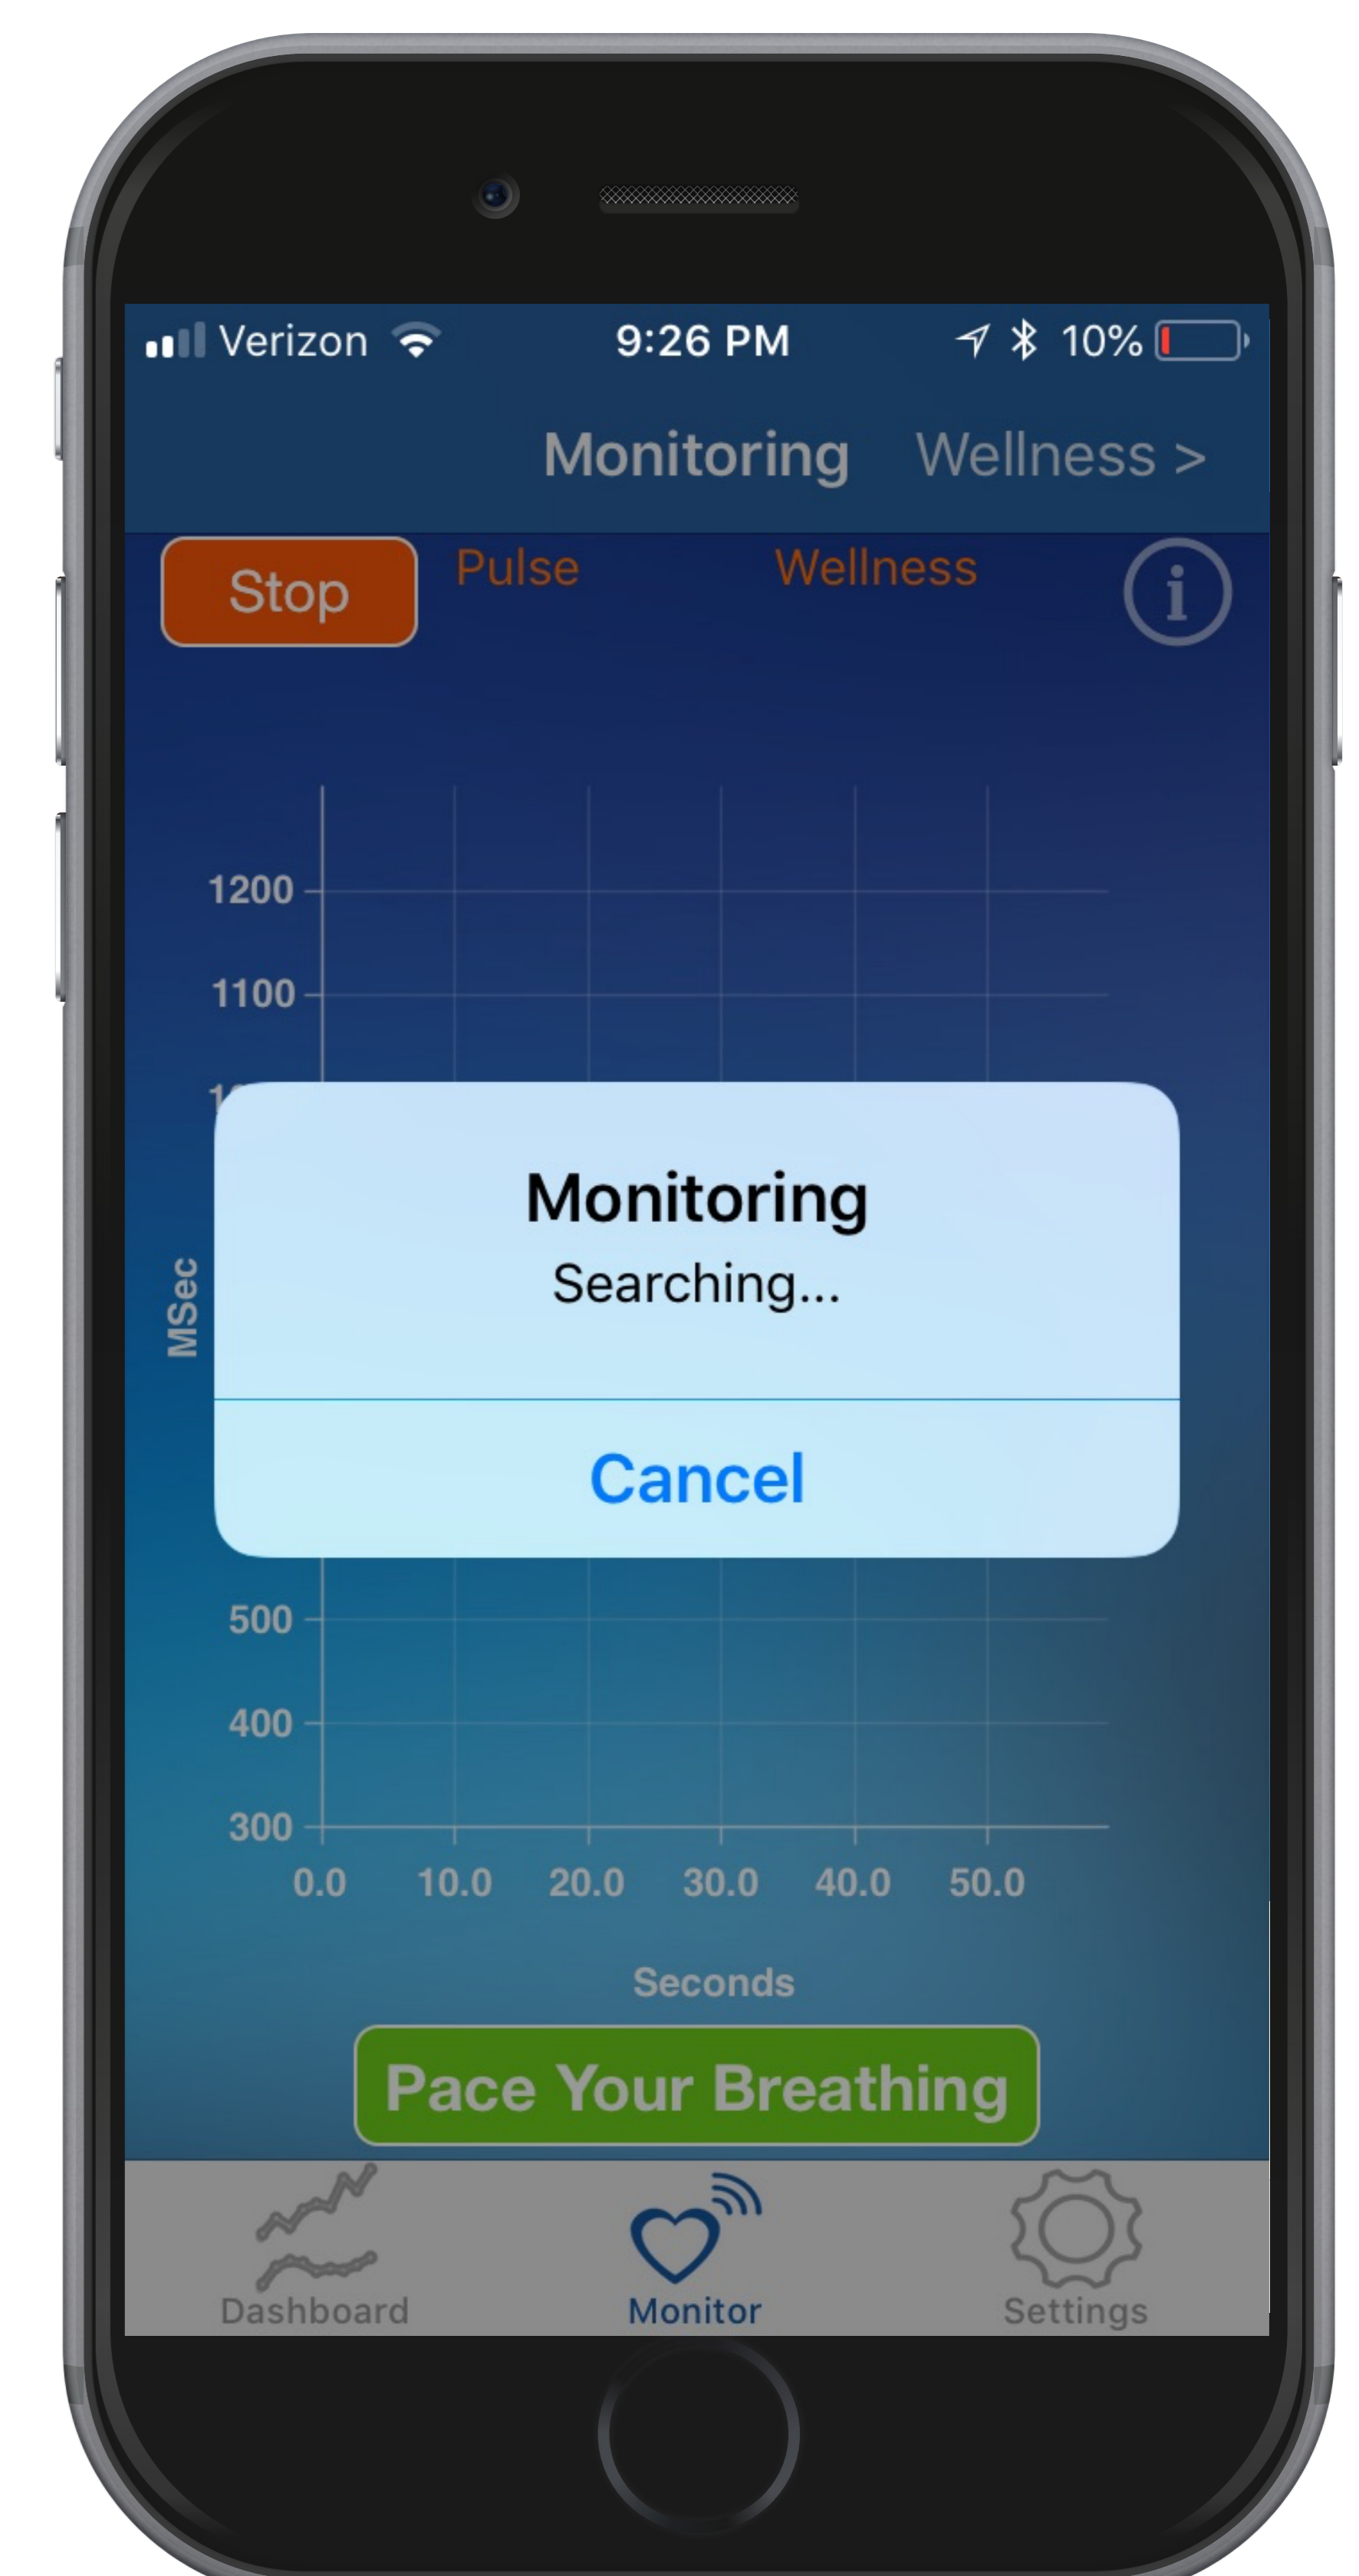 Verizon 9:26 PM 10%
Monitoring Wellness >
Stop Pulse Wellness
i
1200
1100
Monitoring
Searching...
MSec
Cancel
500
400
300
0.0 10.0 20.0 30.0 40.0 50.0
Seconds
Pace Your Breathing
Dashboard Monitor Settings